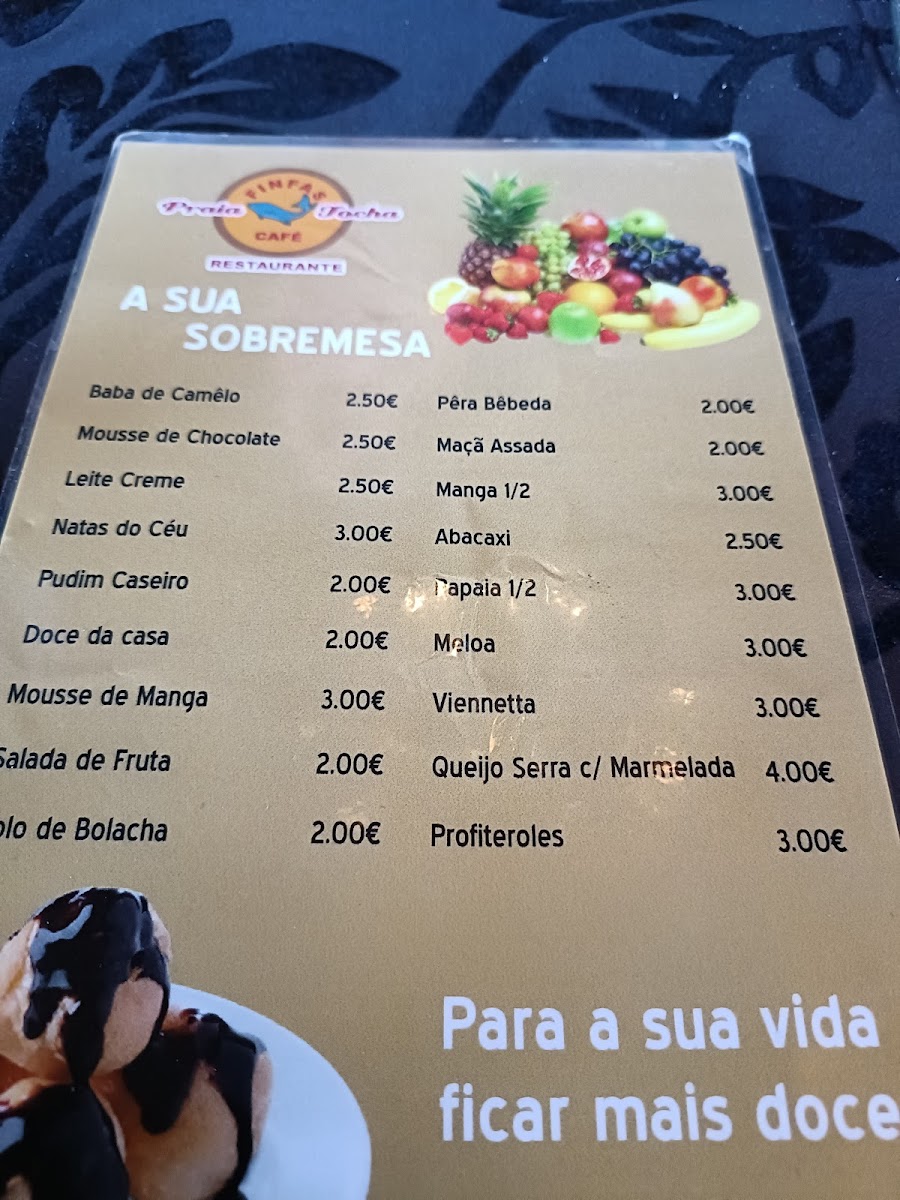 Praia FINFAS Tocha
CAFÉ
RESTAURANTE
A SUA
SOBREMESA
Baba de Camêlo 2.50€
Mousse de Chocolate 2.50€
Leite Creme 2.50€
Natas do Céu 3.00€
Pudim Caseiro 2.00€
Doce da casa 2.00€
Mousse de Manga 3.00€
Salada de Fruta 2.00€
olo de Bolacha 2.00€
Pêra Bêbeda 2.00€
Maçã Assada 2.00€
Manga 1/2 3.00€
Abacaxi 2.50€
Papaia 1/2 3.00€
Meloa 3.00€
Viennetta 3.00€
Queijo Serra c/ Marmelada 4.00€
Profiteroles 3.00€
Para a sua vida
ficar mais doce